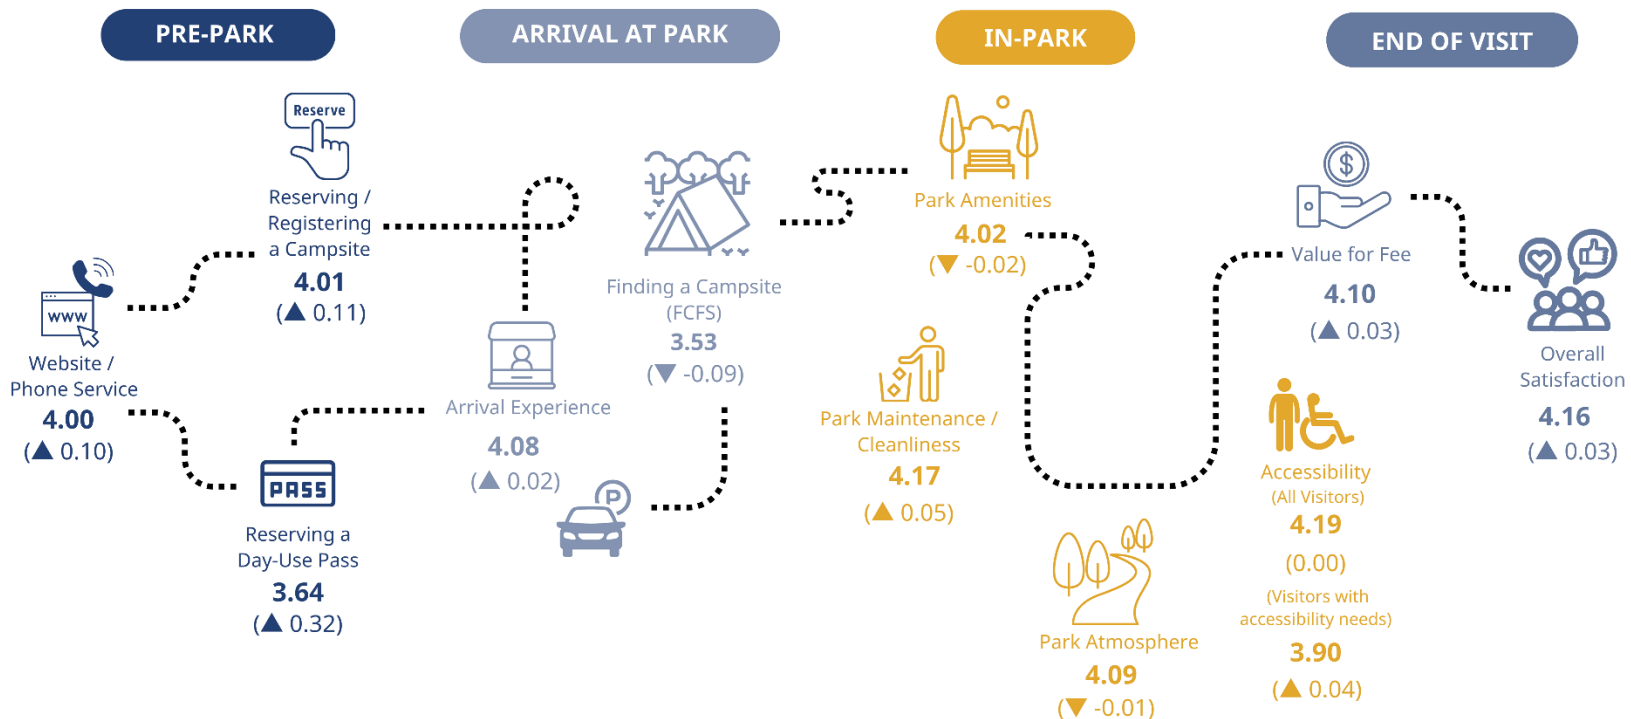 PRE-PARK
ARRIVAL AT PARK
IN-PARK
END OF VISIT
Reserve
Reserving /
Registering
a Campsite
4.01
(▲ 0.11)
www
Website /
Phone Service
4.00
(▲ 0.10)
PASS
Reserving a
Day-Use Pass
3.64
(▲ 0.32)
Arrival Experience
4.08
(▲ 0.02)
P
Finding a Campsite
(FCFS)
3.53
(▼ -0.09)
Park Amenities
4.02
(▼ -0.02)
Park Maintenance /
Cleanliness
4.17
(▲ 0.05)
Park Atmosphere
4.09
(▼ -0.01)
Accessibility
(All Visitors)
4.19
(0.00)
(Visitors with
accessibility needs)
3.90
(▲ 0.04)
$
Value for Fee
4.10
(▲ 0.03)
Overall
Satisfaction
4.16
(▲ 0.03)